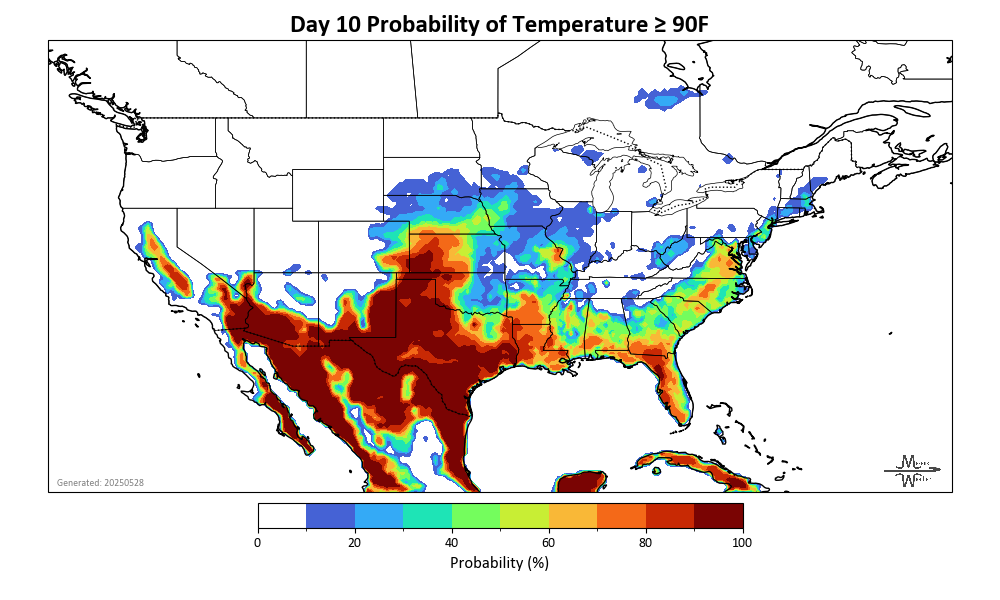 Day 10 Probability of Temperature ≥ 90F
Generated: 20250528
0 20 40 60 80 100
Probability (%)